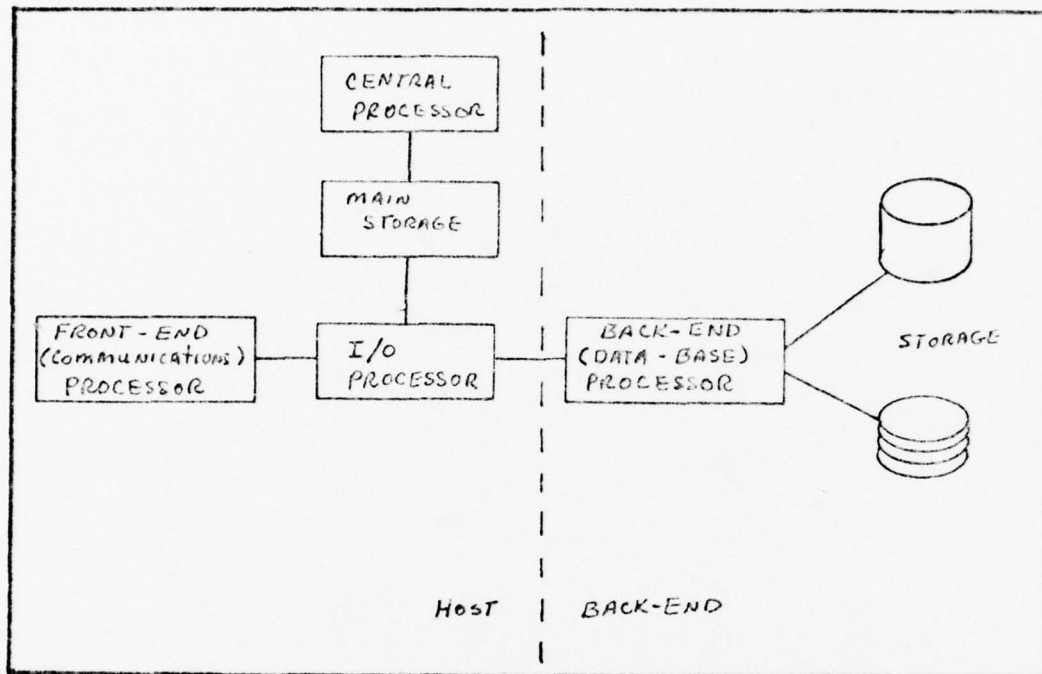 CENTRAL
PROCESSOR
MAIN
STORAGE
FRONT-END
(COMMUNICATIONS)
PROCESSOR
I/O
PROCESSOR
BACK-END
(DATA-BASE)
PROCESSOR
STORAGE
HOST
BACK-END